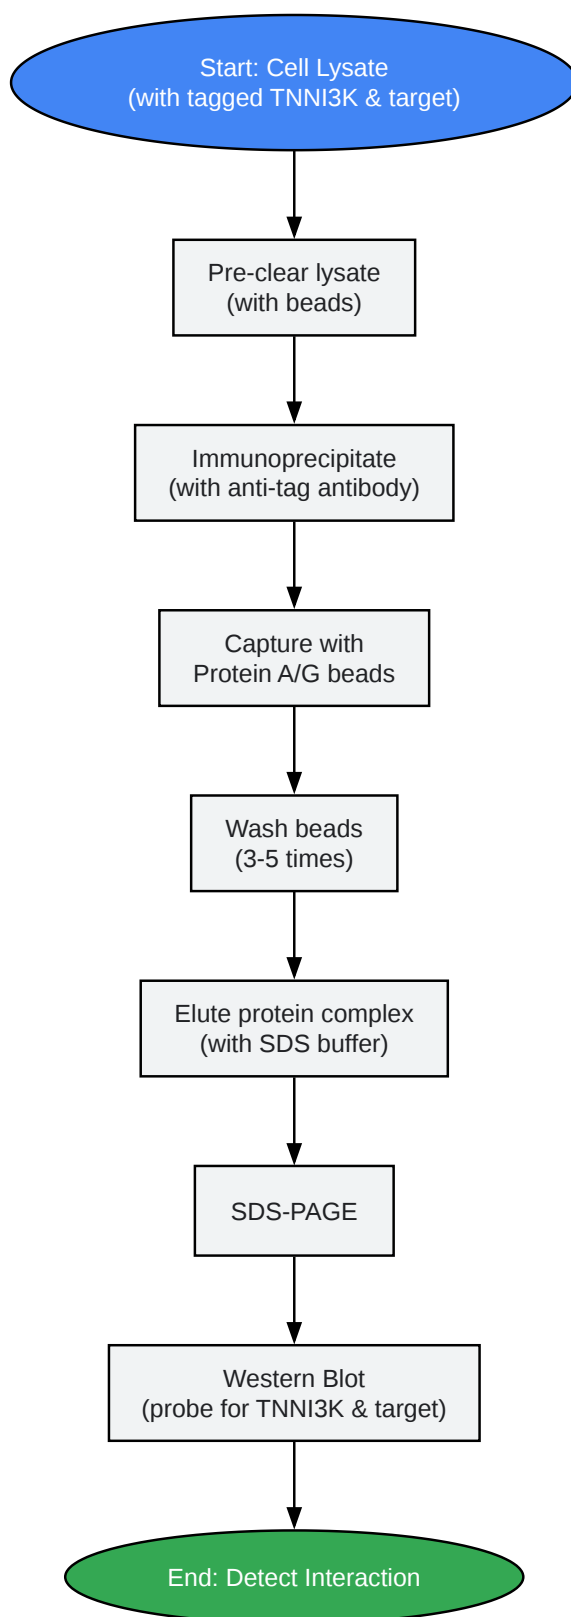 Start: Cell Lysate
(with tagged TNNI3K & target)
Pre-clear lysate
(with beads)
Immunoprecipitate
(with anti-tag antibody)
Capture with
Protein A/G beads
Wash beads
(3-5 times)
Elute protein complex
(with SDS buffer)
SDS-PAGE
Western Blot
(probe for TNNI3K & target)
End: Detect Interaction